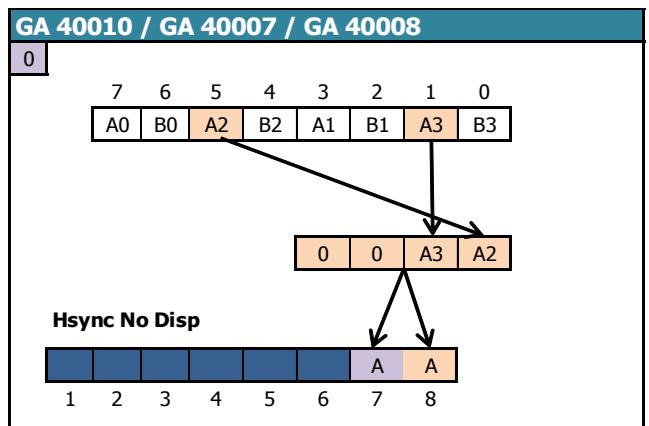 GA 40010 / GA 40007 / GA 40008
0
7 6 5 4 3 2 1 0
A0 B0 A2 B2 A1 B1 A3 B3
0 0 A3 A2
Hsync No Disp
A A
1 2 3 4 5 6 7 8